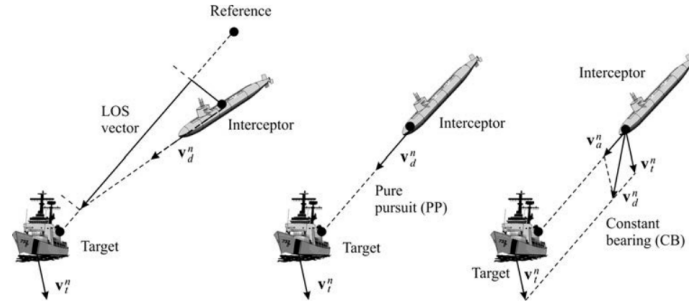 Reference
LOS
vector
Interceptor
v_d^n
Target
v_t^n
Interceptor
v_d^n
Pure
pursuit (PP)
Target
v_t^n
Interceptor
v_a^n
v_t^n
v_d^n
Constant
bearing (CB)
Target
v_t^n